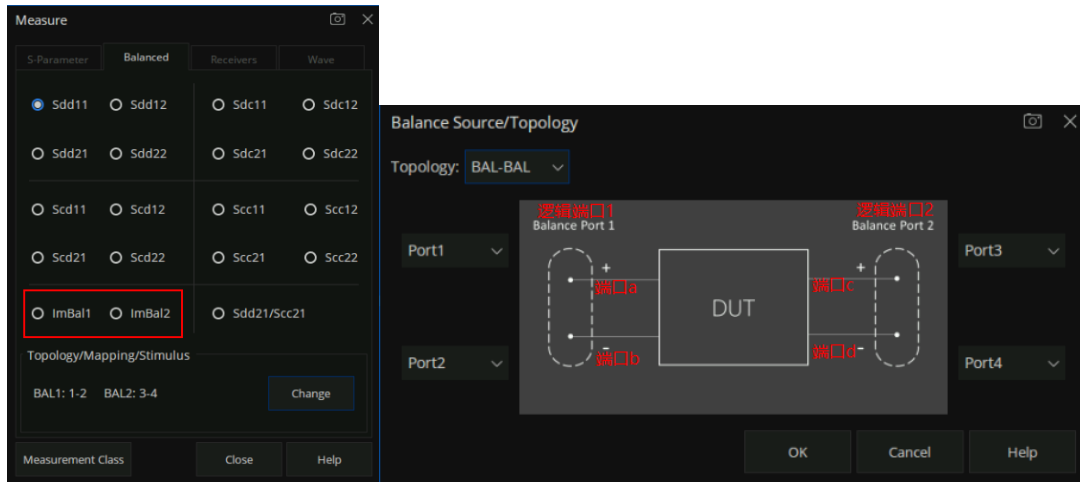 Measure
S-Parameter Balanced Receivers Wave
Sdd11 Sdd12 Sdc11 Sdc12
Sdd21 Sdd22 Sdc21 Sdc22
Scd11 Scd12 Scc11 Scc12
Scd21 Scd22 Scc21 Scc22
ImBal1 ImBal2 Sdd21/Scc21
Topology/Mapping/Stimulus
BAL1: 1-2 BAL2: 3-4 Change
Measurement Class Close Help
Balance Source/Topology
Topology: BAL-BAL
逻辑端口1 逻辑端口2
Balance Port 1 Balance Port 2
Port1 Port3
+ +
端口a 端口c
DUT
- -
端口b 端口d
Port2 Port4
OK Cancel Help